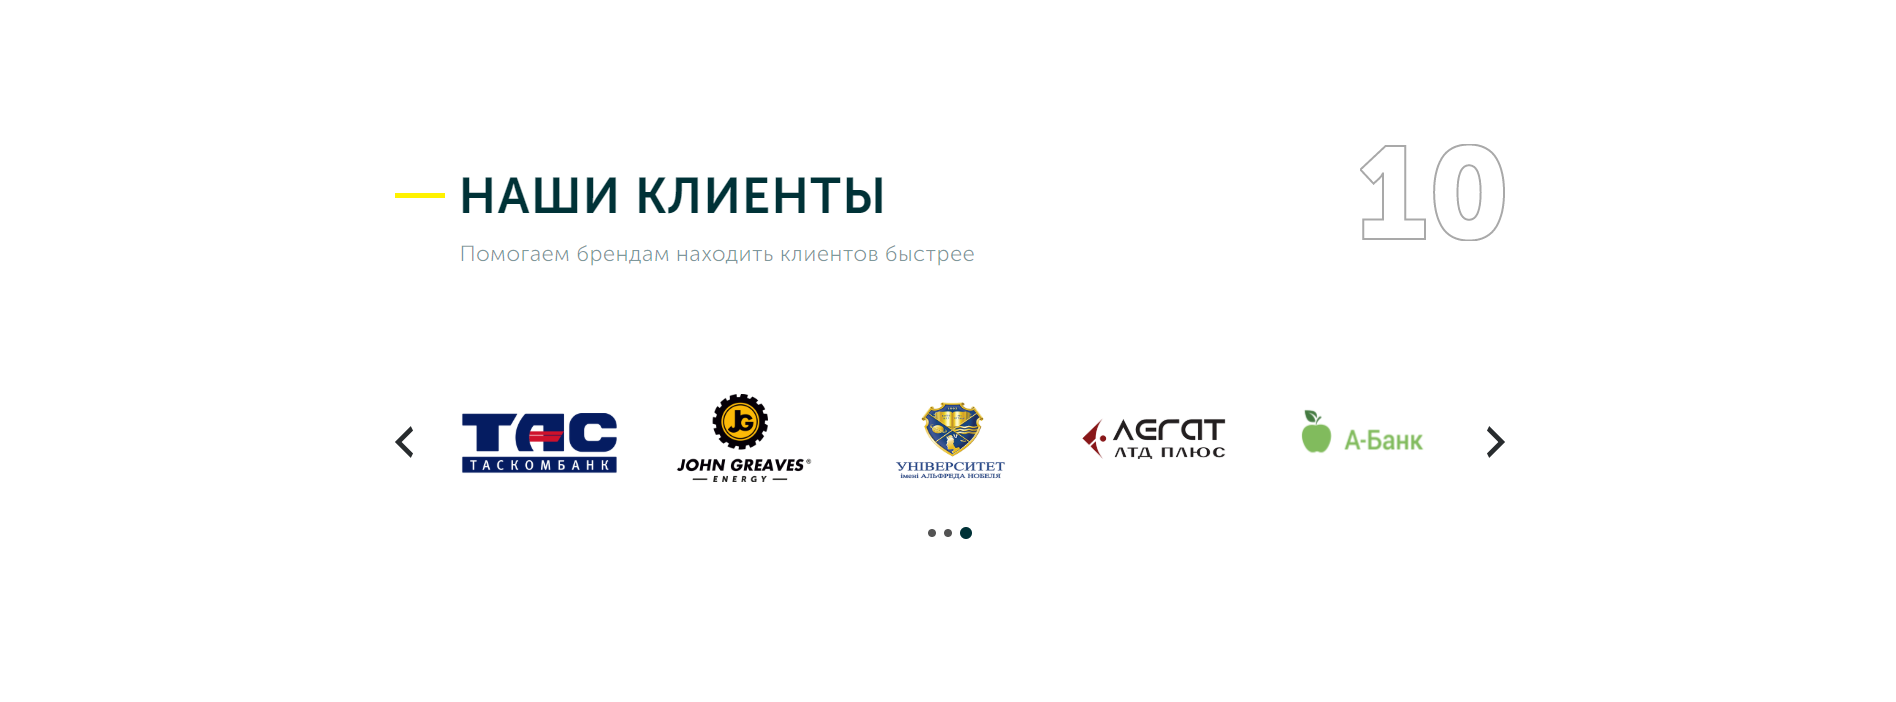 НАШИ КЛИЕНТЫ
10
Помогаем брендам находить клиентов быстрее
ТАС
ТАСКОМБАНК
JG
JOHN GREAVES®
ENERGY
УНІВЕРСИТЕТ
імені АЛЬФРЕДА НОБЕЛЯ
ЛЕГАТ
ЛТД ПЛЮС
А-Банк